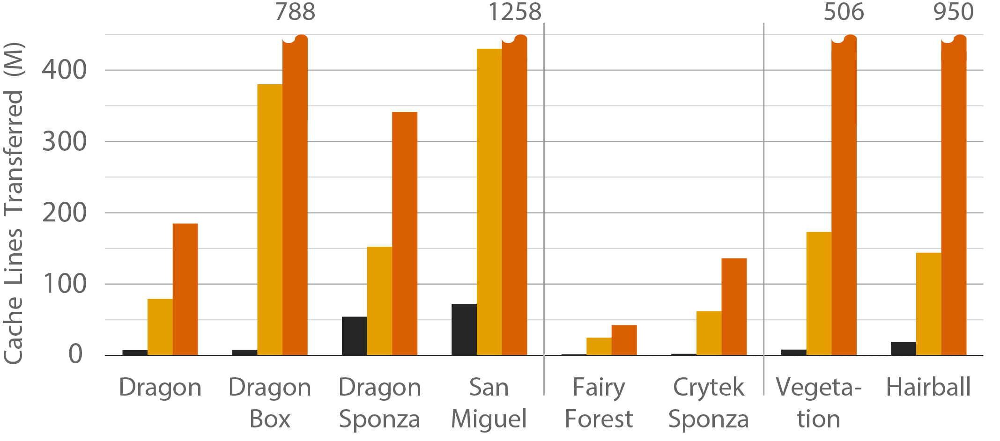 788
1258
506
950
Cache Lines Transferred (M)
400
300
200
100
0
Dragon
Dragon
Box
Dragon
Sponza
San
Miguel
Fairy
Forest
Crytek
Sponza
Vegeta-
tion
Hairball